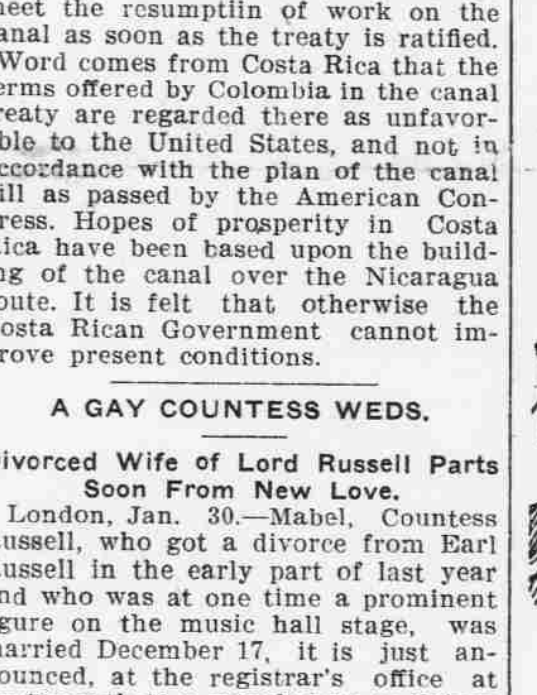 neet the resumptiin of work on the
anal as soon as the treaty is ratified.
Word comes from Costa Rica that the
erms offered by Colombia in the canal
reaty are regarded there as unfavor-
ble to the United States, and not in
ccordance with the plan of the canal
ill as passed by the American Con-
ress. Hopes of prosperity in Costa
ica have been based upon the build-
ng of the canal over the Nicaragua
oute. It is felt that otherwise the
osta Rican Government cannot im-
rove present conditions.
A GAY COUNTESS WEDS.
ivorced Wife of Lord Russell Parts
Soon From New Love.
London, Jan. 30.—Mabel, Countess
ussell, who got a divorce from Earl
ussell in the early part of last year
nd who was at one time a prominent
gure on the music hall stage, was
arried December 17, it is just an-
ounced, at the registrar's office at